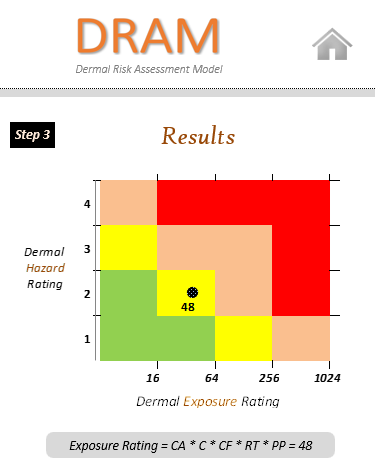 DRAM
Dermal Risk Assessment Model
Step 3
Results
4
3
2
1
Dermal
Hazard
Rating
48
16 64 256 1024
Dermal Exposure Rating
Exposure Rating = CA * C * CF * RT * PP = 48